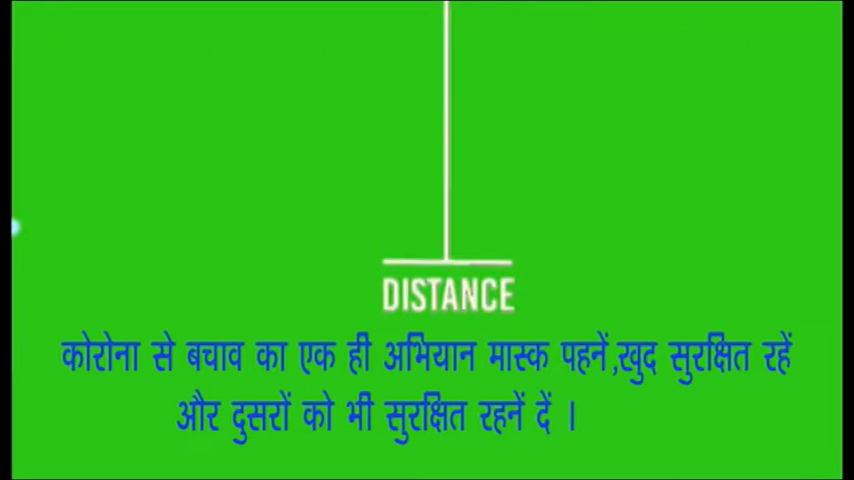 DISTANCE
कोरोना से बचाव का एक ही अभियान मास्क पहनें,खुद सुरक्षित रहें
और दुसरों को भी सुरक्षित रहनें दें ।